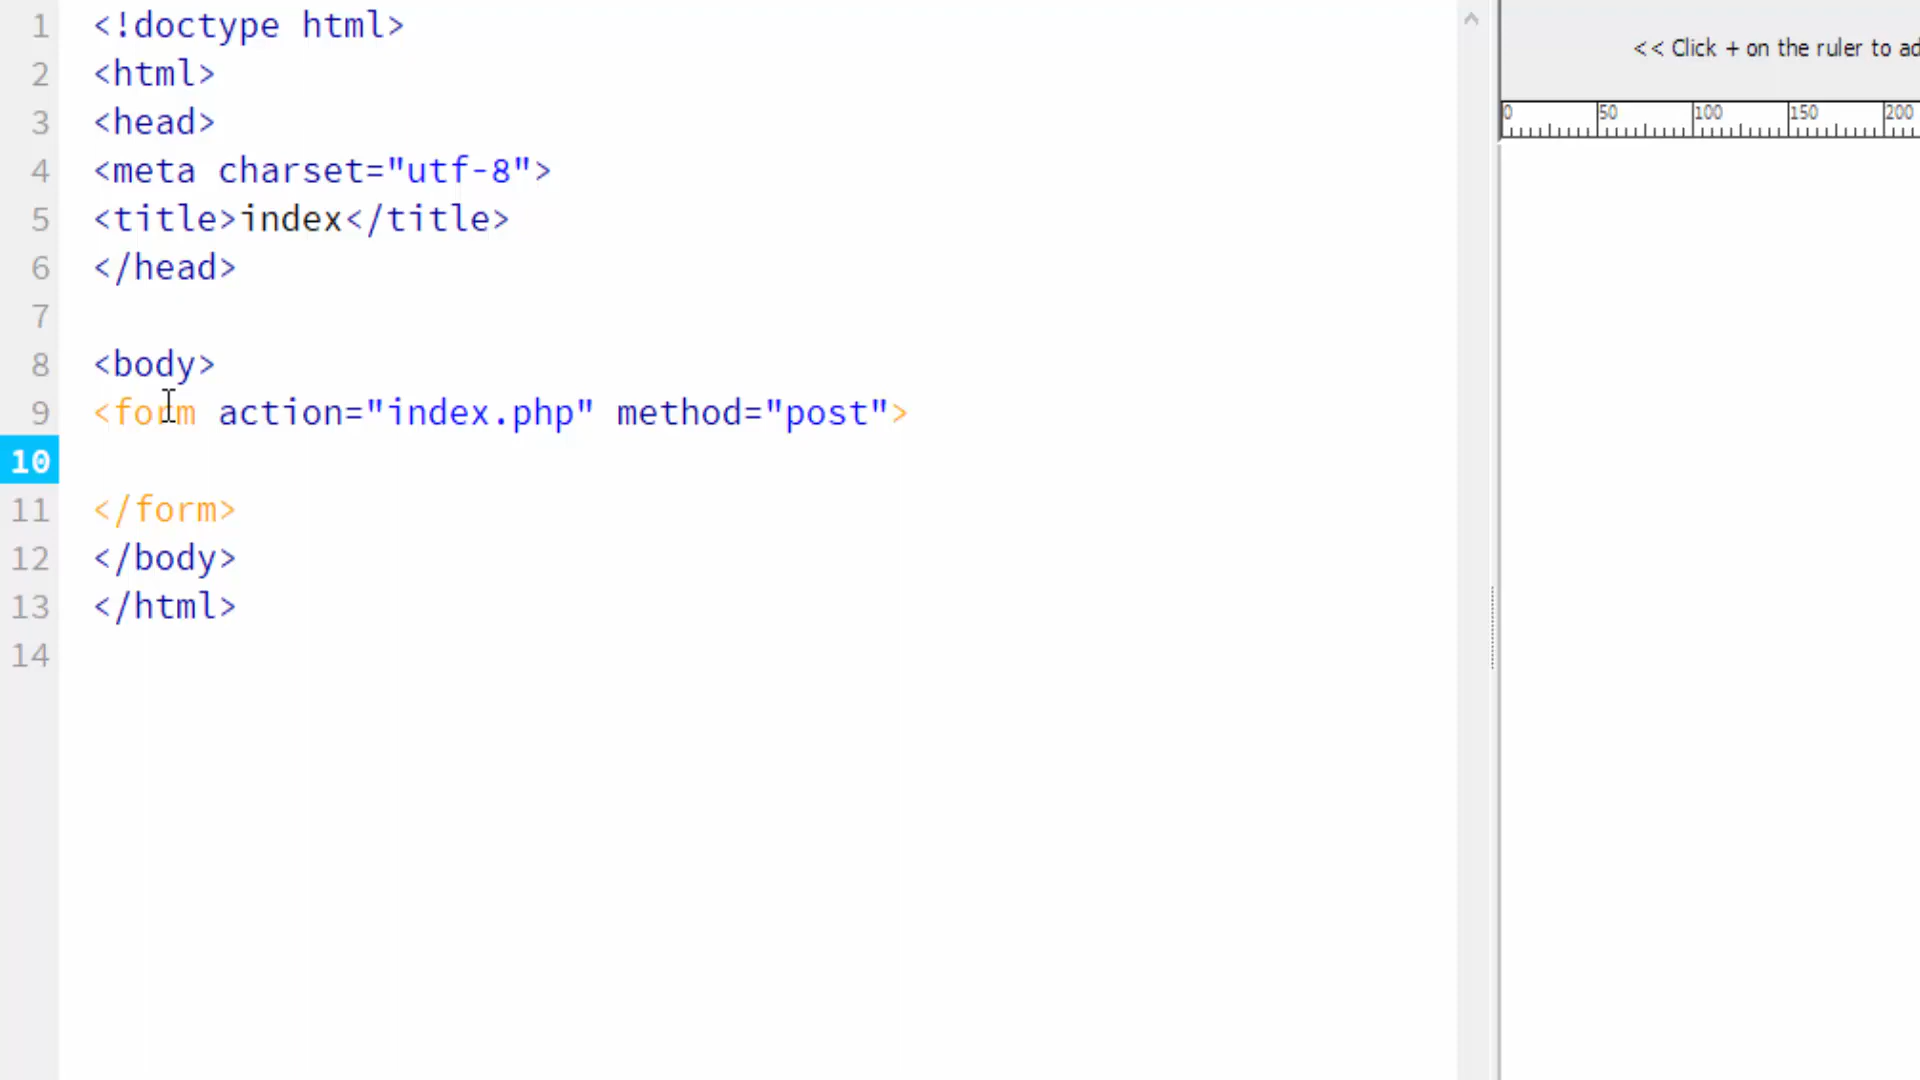 1 <!doctype html>
2 <html>
3 <head>
4 <meta charset="utf-8">
5 <title>index</title>
6 </head>
7
8 <body>
9 <form action="index.php" method="post">
10
11 </form>
12 </body>
13 </html>
14
<< Click + on the ruler to ad
0 50 100 150 200